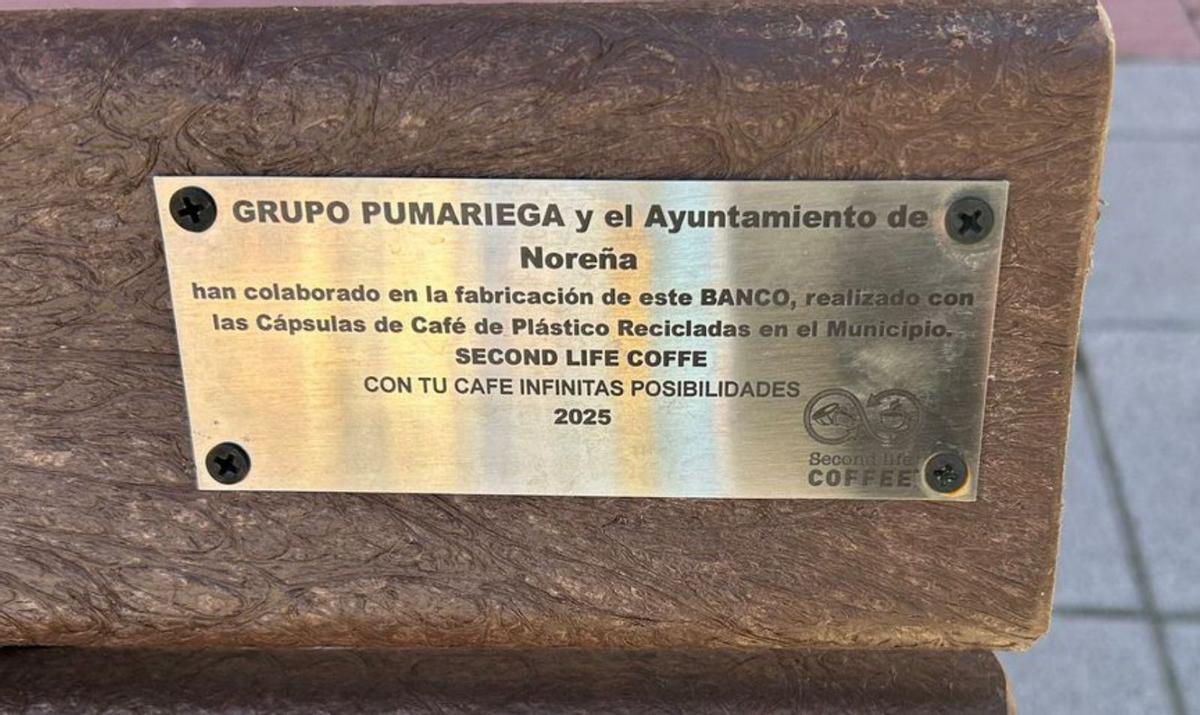 GRUPO PUMARIEGA y el Ayuntamiento de
Noreña
han colaborado en la fabricación de este BANCO, realizado con
las Cápsulas de Café de Plástico Recicladas en el Municipio.
SECOND LIFE COFFE
CON TU CAFE INFINITAS POSIBILIDADES
2025
Second life
COFFEE